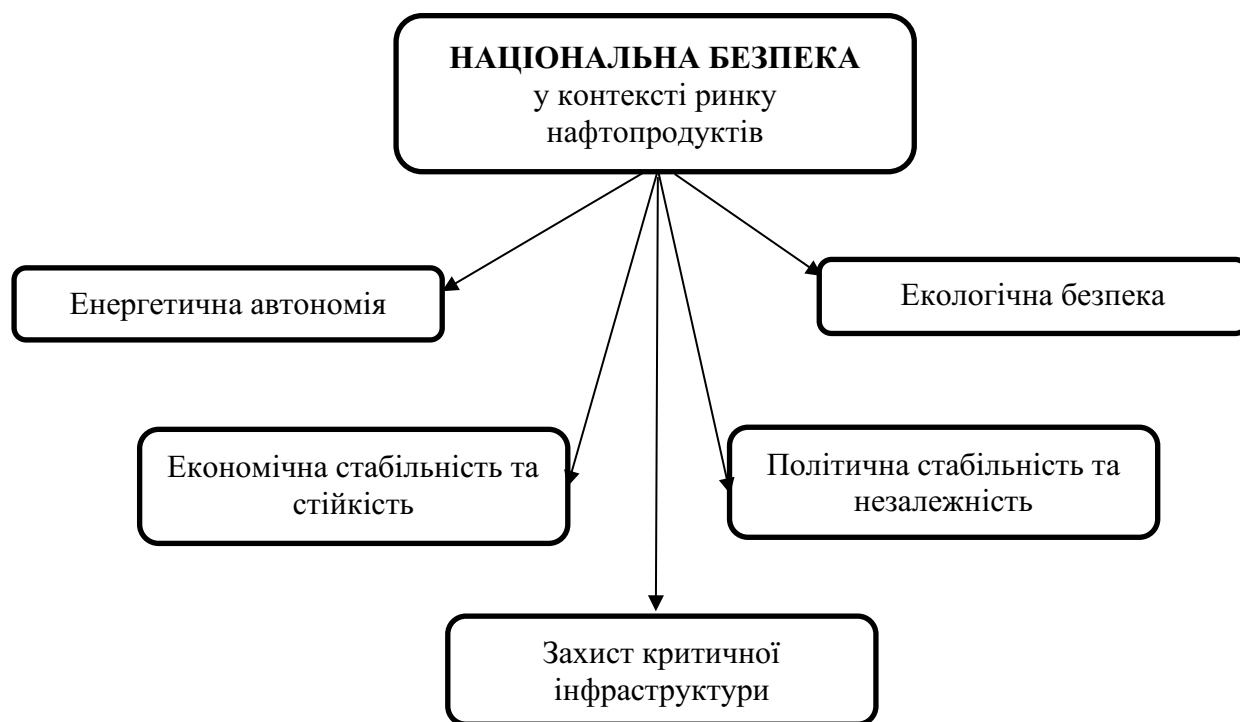 НАЦІОНАЛЬНА БЕЗПЕКА
у контексті ринку
нафтопродуктів
Енергетична автономія
Екологічна безпека
Економічна стабільність та
стійкість
Політична стабільність та
незалежність
Захист критичної
інфраструктури